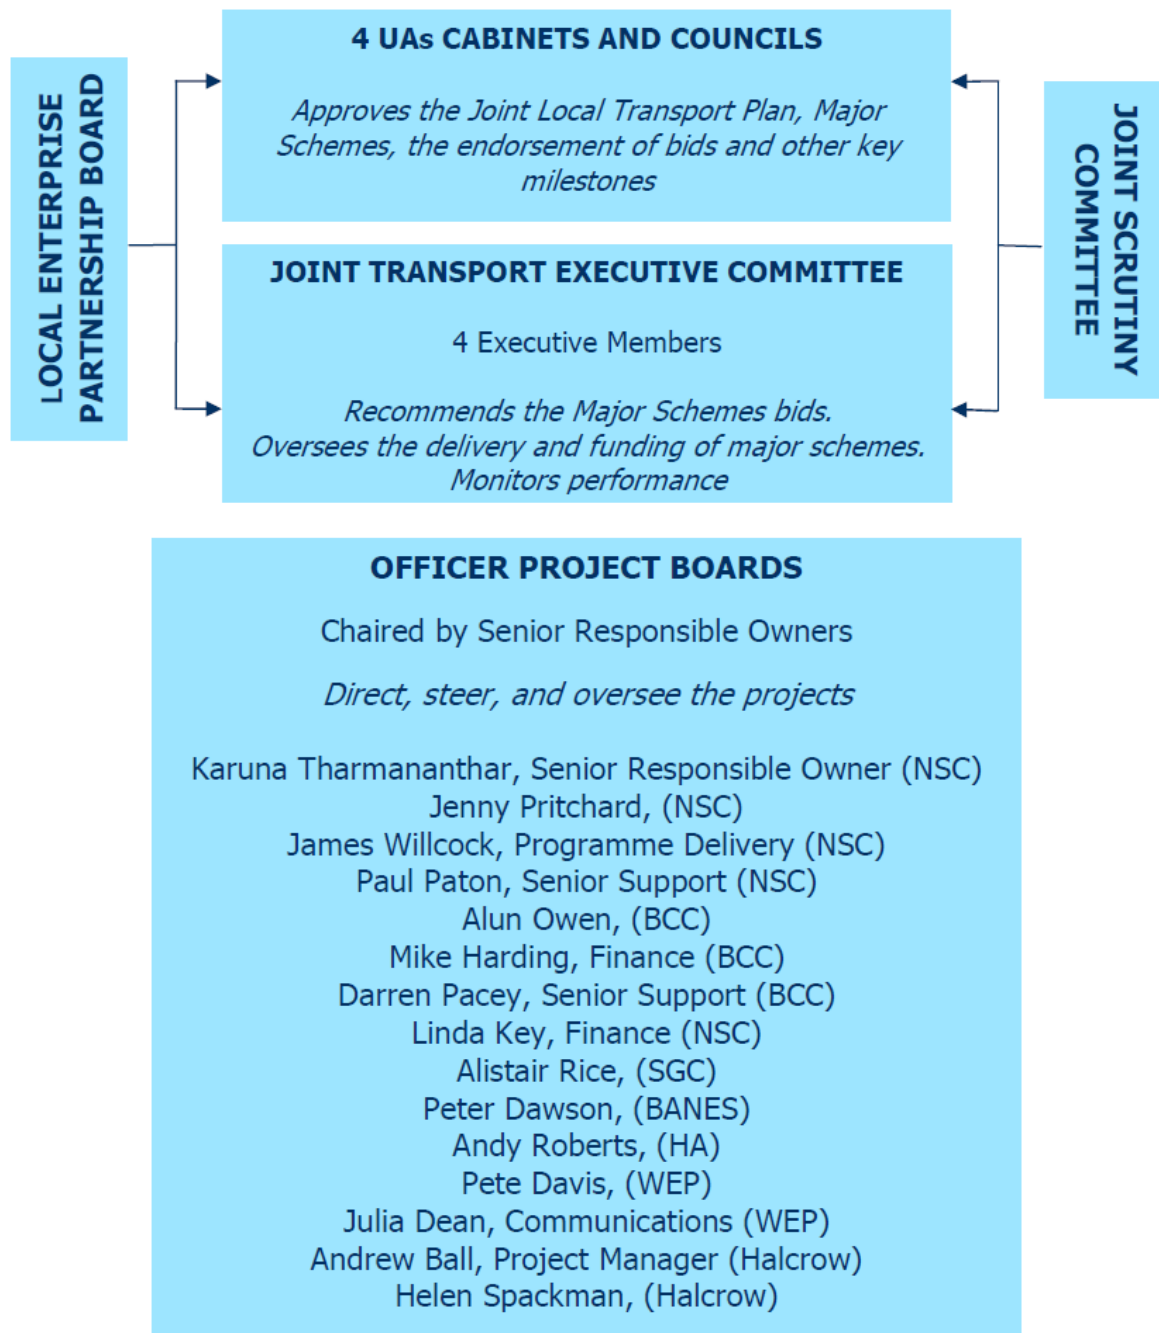 LOCAL ENTERPRISE
PARTNERSHIP BOARD
4 UAs CABINETS AND COUNCILS
Approves the Joint Local Transport Plan, Major
Schemes, the endorsement of bids and other key
milestones
JOINT SCRUTINY
COMMITTEE
JOINT TRANSPORT EXECUTIVE COMMITTEE
4 Executive Members
Recommends the Major Schemes bids.
Oversees the delivery and funding of major schemes.
Monitors performance
OFFICER PROJECT BOARDS
Chaired by Senior Responsible Owners
Direct, steer, and oversee the projects
Karuna Tharmananthar, Senior Responsible Owner (NSC)
Jenny Pritchard, (NSC)
James Willcock, Programme Delivery (NSC)
Paul Paton, Senior Support (NSC)
Alun Owen, (BCC)
Mike Harding, Finance (BCC)
Darren Pacey, Senior Support (BCC)
Linda Key, Finance (NSC)
Alistair Rice, (SGC)
Peter Dawson, (BANES)
Andy Roberts, (HA)
Pete Davis, (WEP)
Julia Dean, Communications (WEP)
Andrew Ball, Project Manager (Halcrow)
Helen Spackman, (Halcrow)